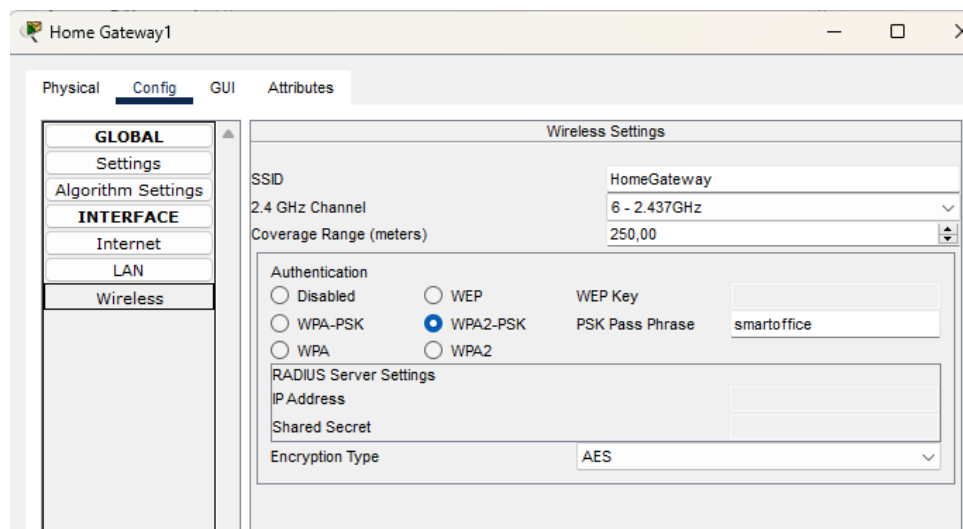 Home Gateway1
Physical Config GUI Attributes
GLOBAL
Settings
Algorithm Settings
INTERFACE
Internet
LAN
Wireless
Wireless Settings
SSID HomeGateway
2.4 GHz Channel 6 - 2.437GHz
Coverage Range (meters) 250,00
Authentication
Disabled WEP WEP Key
WPA-PSK WPA2-PSK PSK Pass Phrase smartoffice
WPA WPA2
RADIUS Server Settings
IP Address
Shared Secret
Encryption Type AES